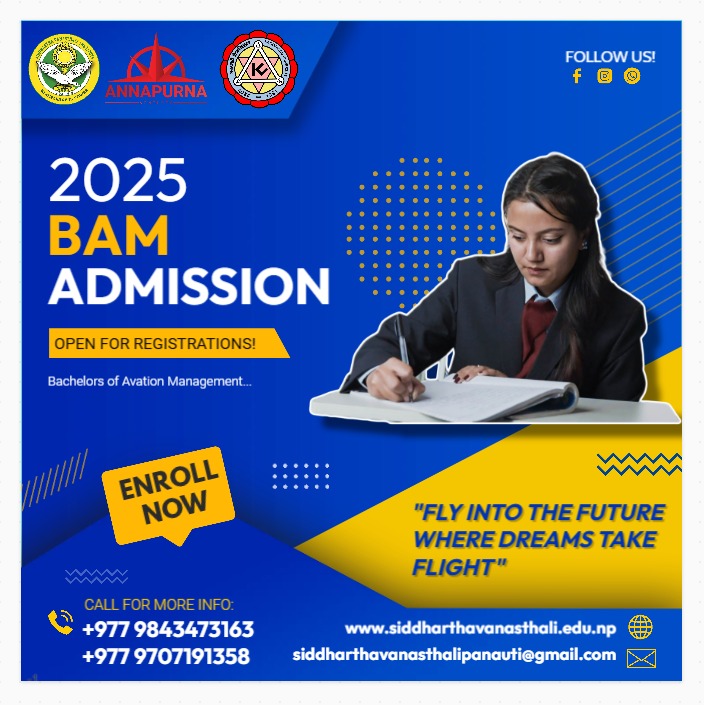 ANNAPURNA
FOLLOW US!
2025
BAM
ADMISSION
OPEN FOR REGISTRATIONS!
Bachelors of Avation Management...
ENROLL
NOW
"FLY INTO THE FUTURE
WHERE DREAMS TAKE
FLIGHT"
CALL FOR MORE INFO:
+977 9843473163
+977 9707191358
www.siddharthavanasthali.edu.np
siddharthavanasthalipanauti@gmail.com